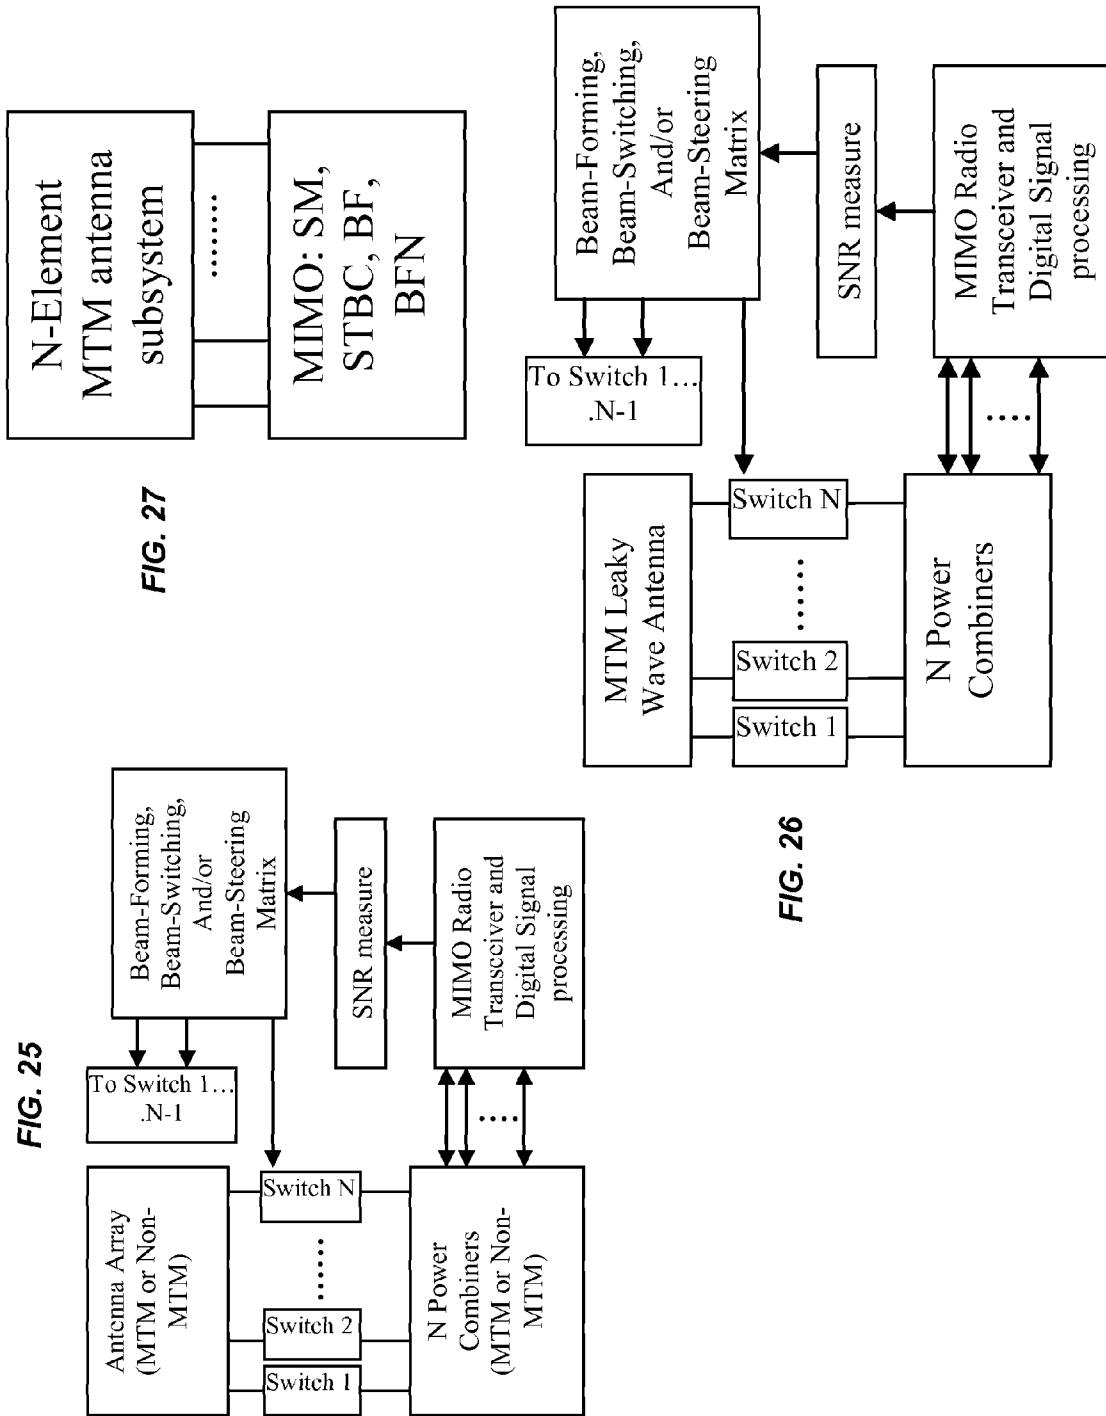 FIG. 25
Antenna Array
(MTM or Non-
MTM)
Switch 1
Switch 2
......
Switch N
N Power
Combiners
(MTM or Non-
MTM)
To Switch 1...
.N-1
Beam-Forming,
Beam-Switching,
And/or
Beam-Steering
Matrix
SNR measure
MIMO Radio
Transceiver and
Digital Signal
processing
....
FIG. 26
MTM Leaky
Wave Antenna
Switch 1
Switch 2
......
Switch N
N Power
Combiners
To Switch 1...
.N-1
Beam-Forming,
Beam-Switching,
And/or
Beam-Steering
Matrix
SNR measure
MIMO Radio
Transceiver and
Digital Signal
processing
....
FIG. 27
N-Element
MTM antenna
subsystem
.......
MIMO: SM,
STBC, BF,
BFN